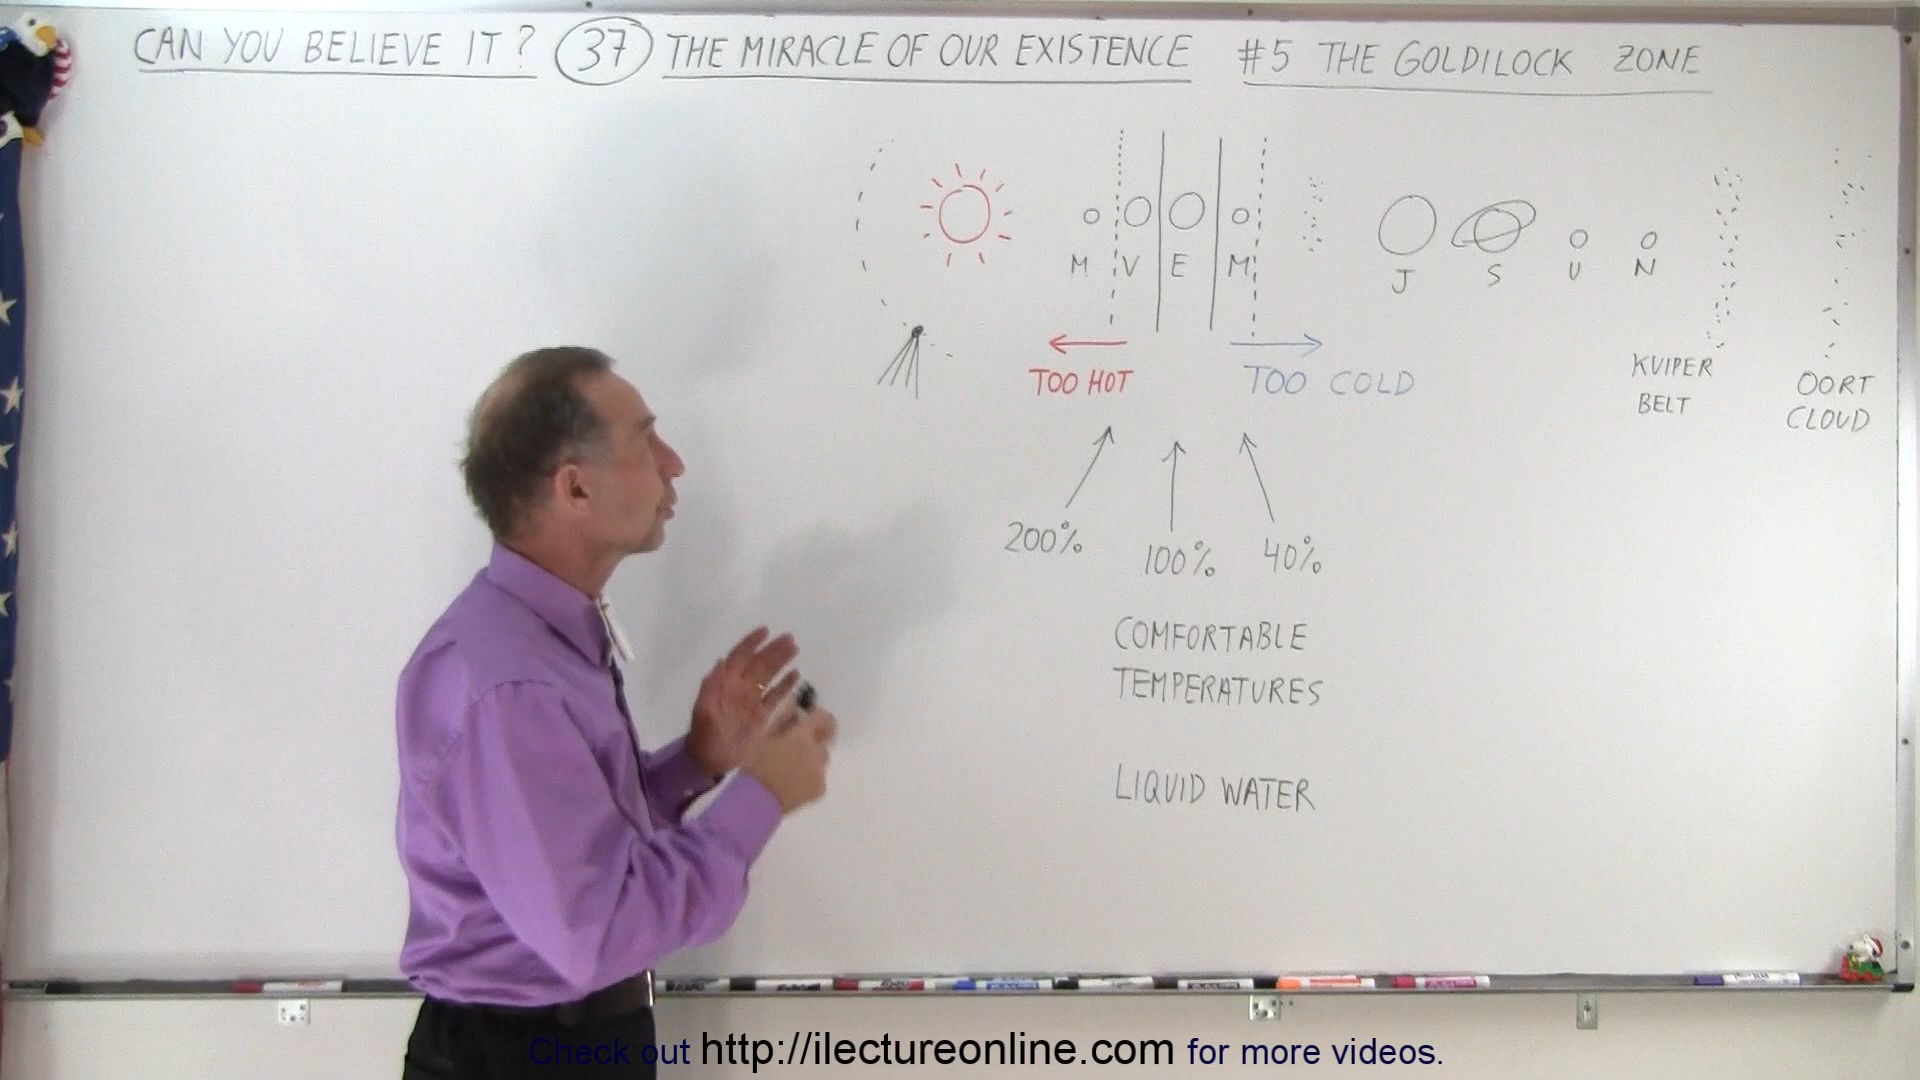 CAN YOU BELIEVE IT? 37 THE MIRACLE OF OUR EXISTENCE #5 THE GOLDILOCK ZONE
M V E M J S U N
TOO HOT TOO COLD
KUIPER
BELT
OORT
CLOUD
200% 100% 40%
COMFORTABLE
TEMPERATURES
LIQUID WATER
Check out http://ilectureonline.com for more videos.